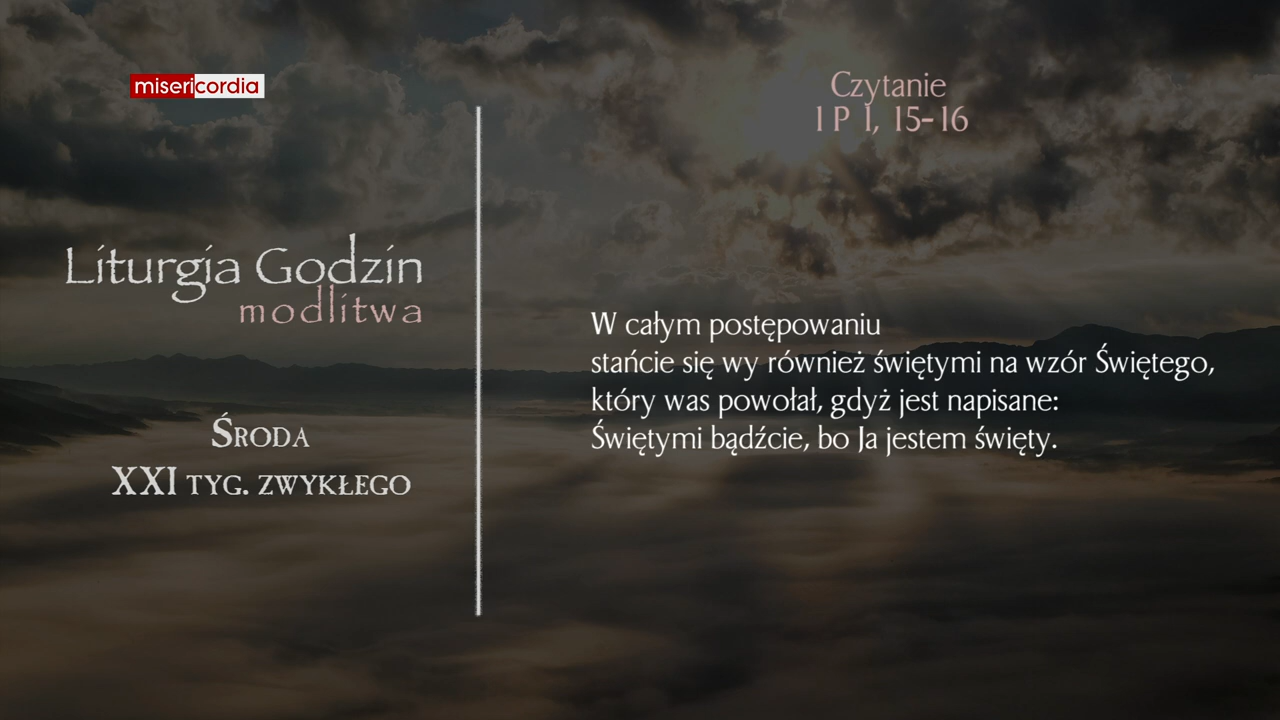 misericordia
Liturgia Godzin
modlitwa
Środa
XXI tyg. zwykłego
Czytanie
1 P 1, 15-16
W całym postępowaniu
stańcie się wy również świętymi na wzór Świętego,
który was powołał, gdyż jest napisane:
Świętymi bądźcie, bo Ja jestem święty.